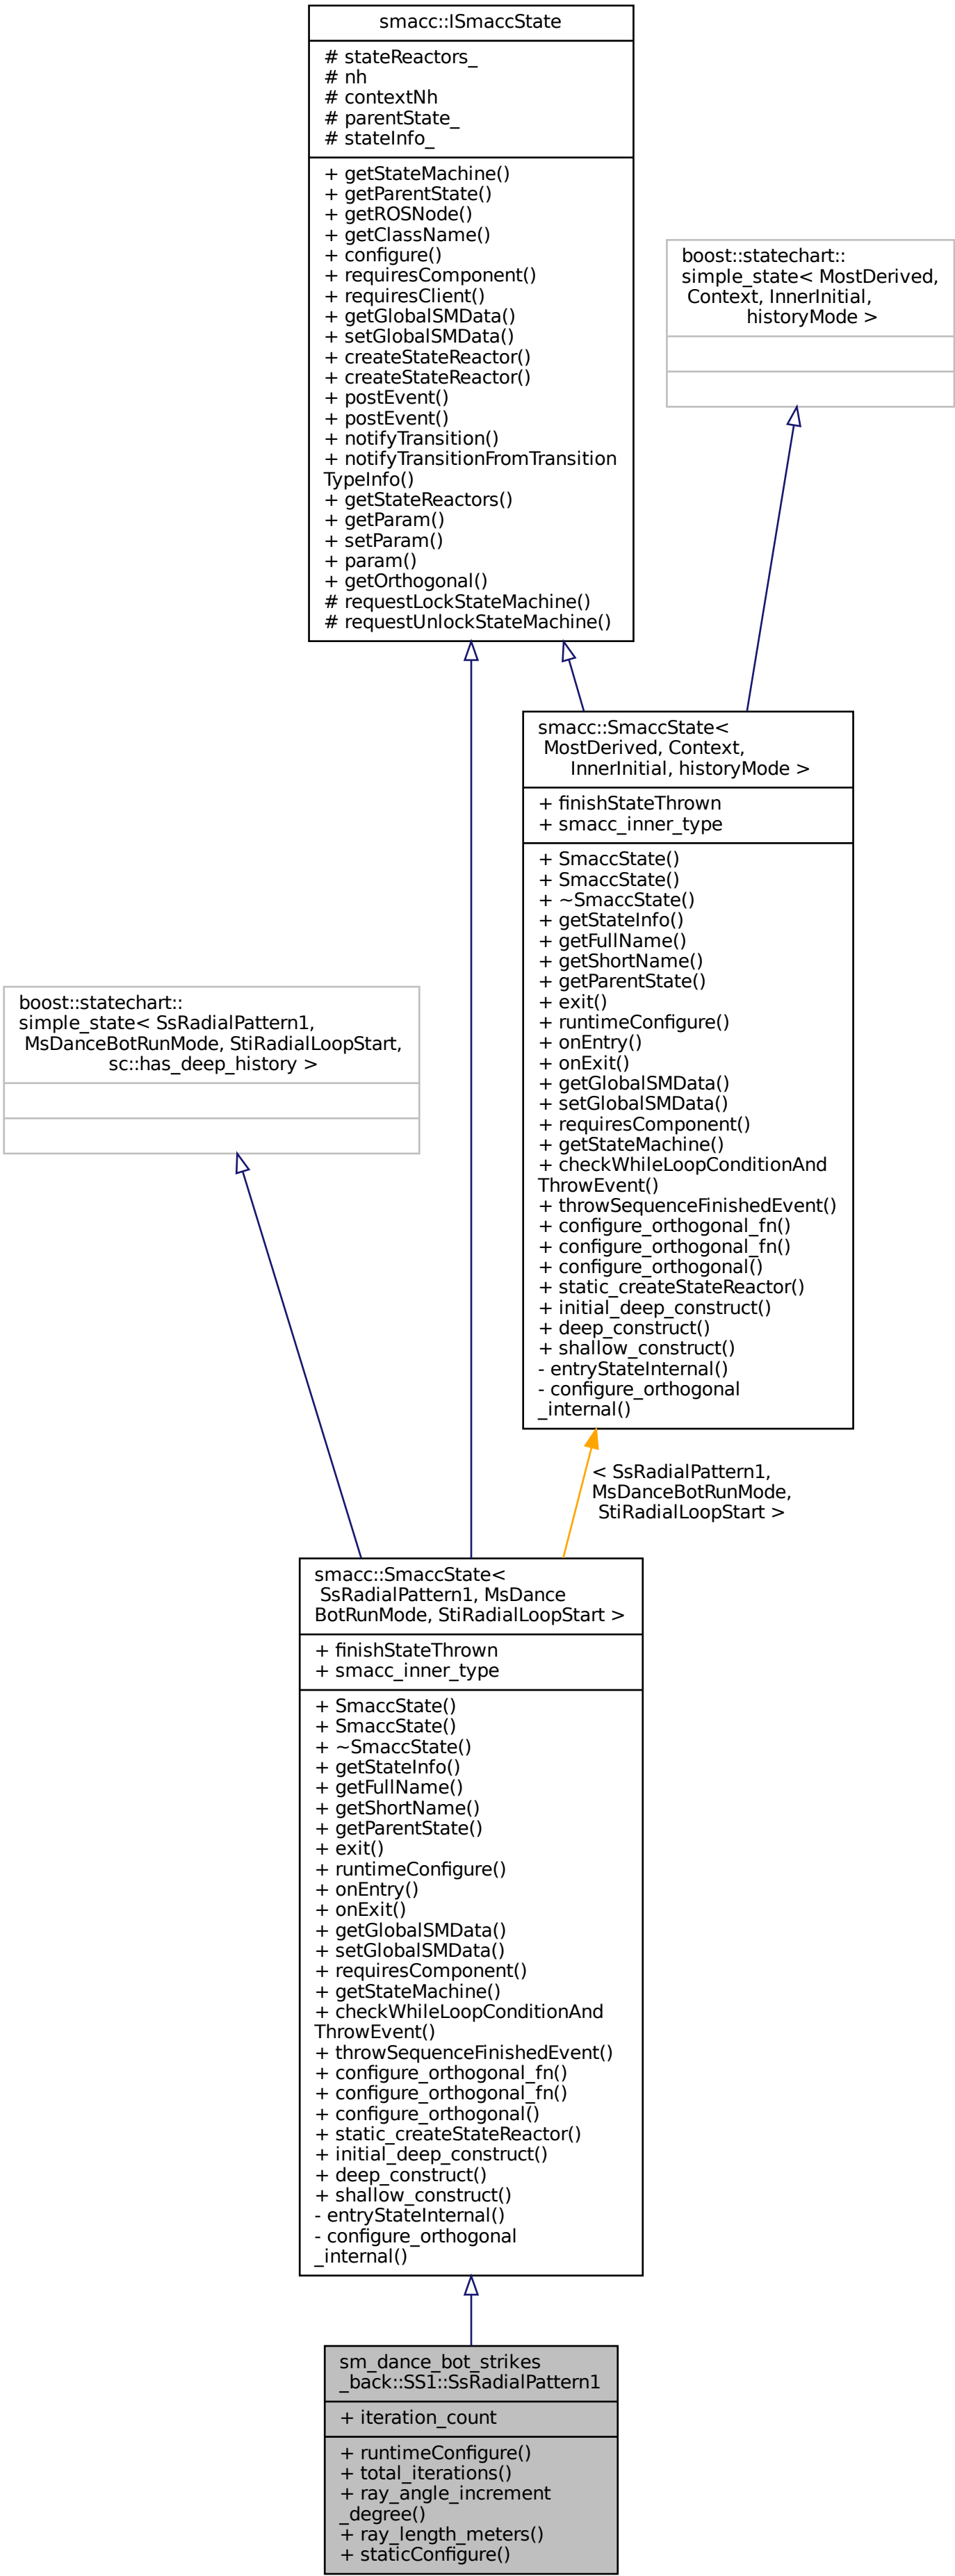 smacc::ISmaccState
# stateReactors_
# nh
# contextNh
# parentState_
# stateInfo_
+ getStateMachine()
+ getParentState()
+ getROSNode()
+ getClassName()
+ configure()
+ requiresComponent()
+ requiresClient()
+ getGlobalSMData()
+ setGlobalSMData()
+ createStateReactor()
+ createStateReactor()
+ postEvent()
+ postEvent()
+ notifyTransition()
+ notifyTransitionFromTransition
TypeInfo()
+ getStateReactors()
+ getParam()
+ setParam()
+ param()
+ getOrthogonal()
# requestLockStateMachine()
# requestUnlockStateMachine()
boost::statechart::
simple_state< MostDerived,
Context, InnerInitial,
historyMode >
smacc::SmaccState<
MostDerived, Context,
InnerInitial, historyMode >
+ finishStateThrown
+ smacc_inner_type
+ SmaccState()
+ SmaccState()
+ ~SmaccState()
+ getStateInfo()
+ getFullName()
+ getShortName()
+ getParentState()
+ exit()
+ runtimeConfigure()
+ onEntry()
+ onExit()
+ getGlobalSMData()
+ setGlobalSMData()
+ requiresComponent()
+ getStateMachine()
+ checkWhileLoopConditionAnd
ThrowEvent()
+ throwSequenceFinishedEvent()
+ configure_orthogonal_fn()
+ configure_orthogonal_fn()
+ configure_orthogonal()
+ static_createStateReactor()
+ initial_deep_construct()
+ deep_construct()
+ shallow_construct()
- entryStateInternal()
- configure_orthogonal
_internal()
boost::statechart::
simple_state< SsRadialPattern1,
MsDanceBotRunMode, StiRadialLoopStart,
sc::has_deep_history >
< SsRadialPattern1,
MsDanceBotRunMode,
StiRadialLoopStart >
smacc::SmaccState<
SsRadialPattern1, MsDance
BotRunMode, StiRadialLoopStart >
+ finishStateThrown
+ smacc_inner_type
+ SmaccState()
+ SmaccState()
+ ~SmaccState()
+ getStateInfo()
+ getFullName()
+ getShortName()
+ getParentState()
+ exit()
+ runtimeConfigure()
+ onEntry()
+ onExit()
+ getGlobalSMData()
+ setGlobalSMData()
+ requiresComponent()
+ getStateMachine()
+ checkWhileLoopConditionAnd
ThrowEvent()
+ throwSequenceFinishedEvent()
+ configure_orthogonal_fn()
+ configure_orthogonal_fn()
+ configure_orthogonal()
+ static_createStateReactor()
+ initial_deep_construct()
+ deep_construct()
+ shallow_construct()
- entryStateInternal()
- configure_orthogonal
_internal()
sm_dance_bot_strikes
_back::SS1::SsRadialPattern1
+ iteration_count
+ runtimeConfigure()
+ total_iterations()
+ ray_angle_increment
_degree()
+ ray_length_meters()
+ staticConfigure()